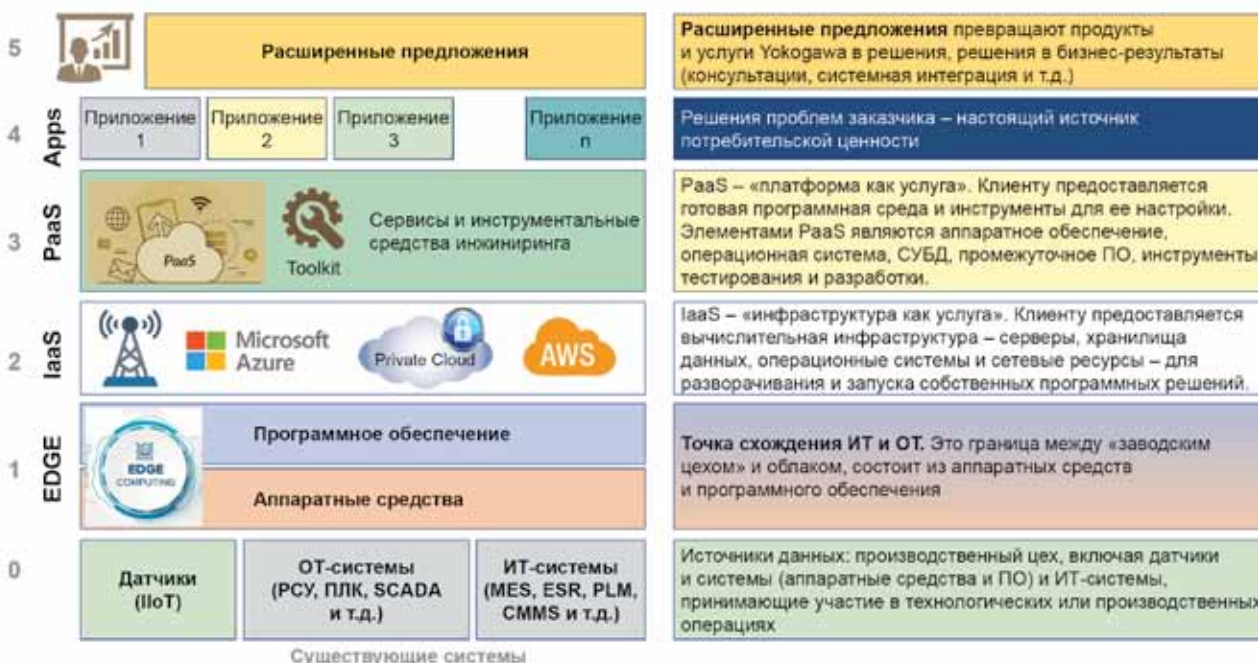 5
Расширенные предложения
Расширенные предложения превращают продукты
и услуги Yokogawa в решения, решения в бизнес-результаты
(консультации, системная интеграция и т.д.)
4
Apps
Приложение
1
Приложение
2
Приложение
3
Приложение
n
Решения проблем заказчика – настоящий источник
потребительской ценности
3
PaaS
PaaS
Toolkit
Сервисы и инструментальные
средства инжиниринга
PaaS – «платформа как услуга». Клиенту предоставляется
готовая программная среда и инструменты для ее настройки.
Элементами PaaS являются аппаратное обеспечение,
операционная система, СУБД, промежуточное ПО, инструменты
тестирования и разработки.
2
IaaS
Microsoft
Azure
Private Cloud
AWS
IaaS – «инфраструктура как услуга». Клиенту предоставляется
вычислительная инфраструктура – серверы, хранилища
данных, операционные системы и сетевые ресурсы – для
разворачивания и запуска собственных программных решений.
1
EDGE
EDGE
COMPUTING
Программное обеспечение
Аппаратные средства
Точка схождения ИТ и ОТ. Это граница между «заводским
цехом» и облаком, состоит из аппаратных средств
и программного обеспечения
0
Датчики
(IIoT)
ОТ-системы
(РСУ, ПЛК, SCADA
и т.д.)
ИТ-системы
(MES, ESR, PLM,
CMMS и т.д.)
Источники данных: производственный цех, включая датчики
и системы (аппаратные средства и ПО) и ИТ-системы,
принимающие участие в технологических или производственных
операциях
Существующие системы